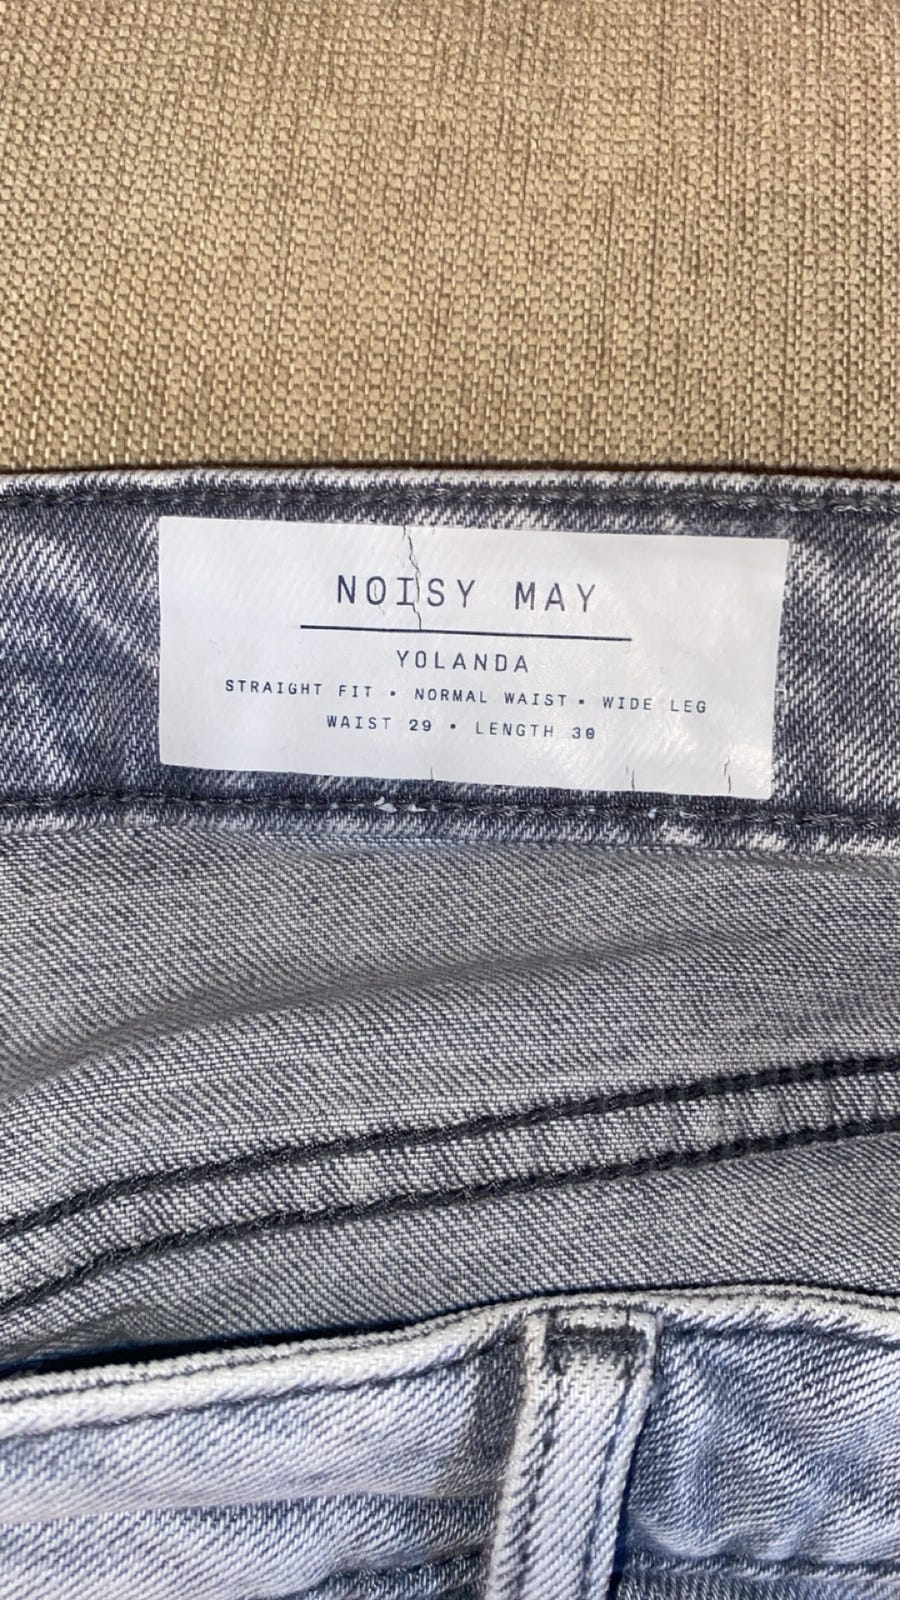 NOISY MAY
YOLANDA
STRAIGHT FIT • NORMAL WAIST • WIDE LEG
WAIST 29 • LENGTH 30